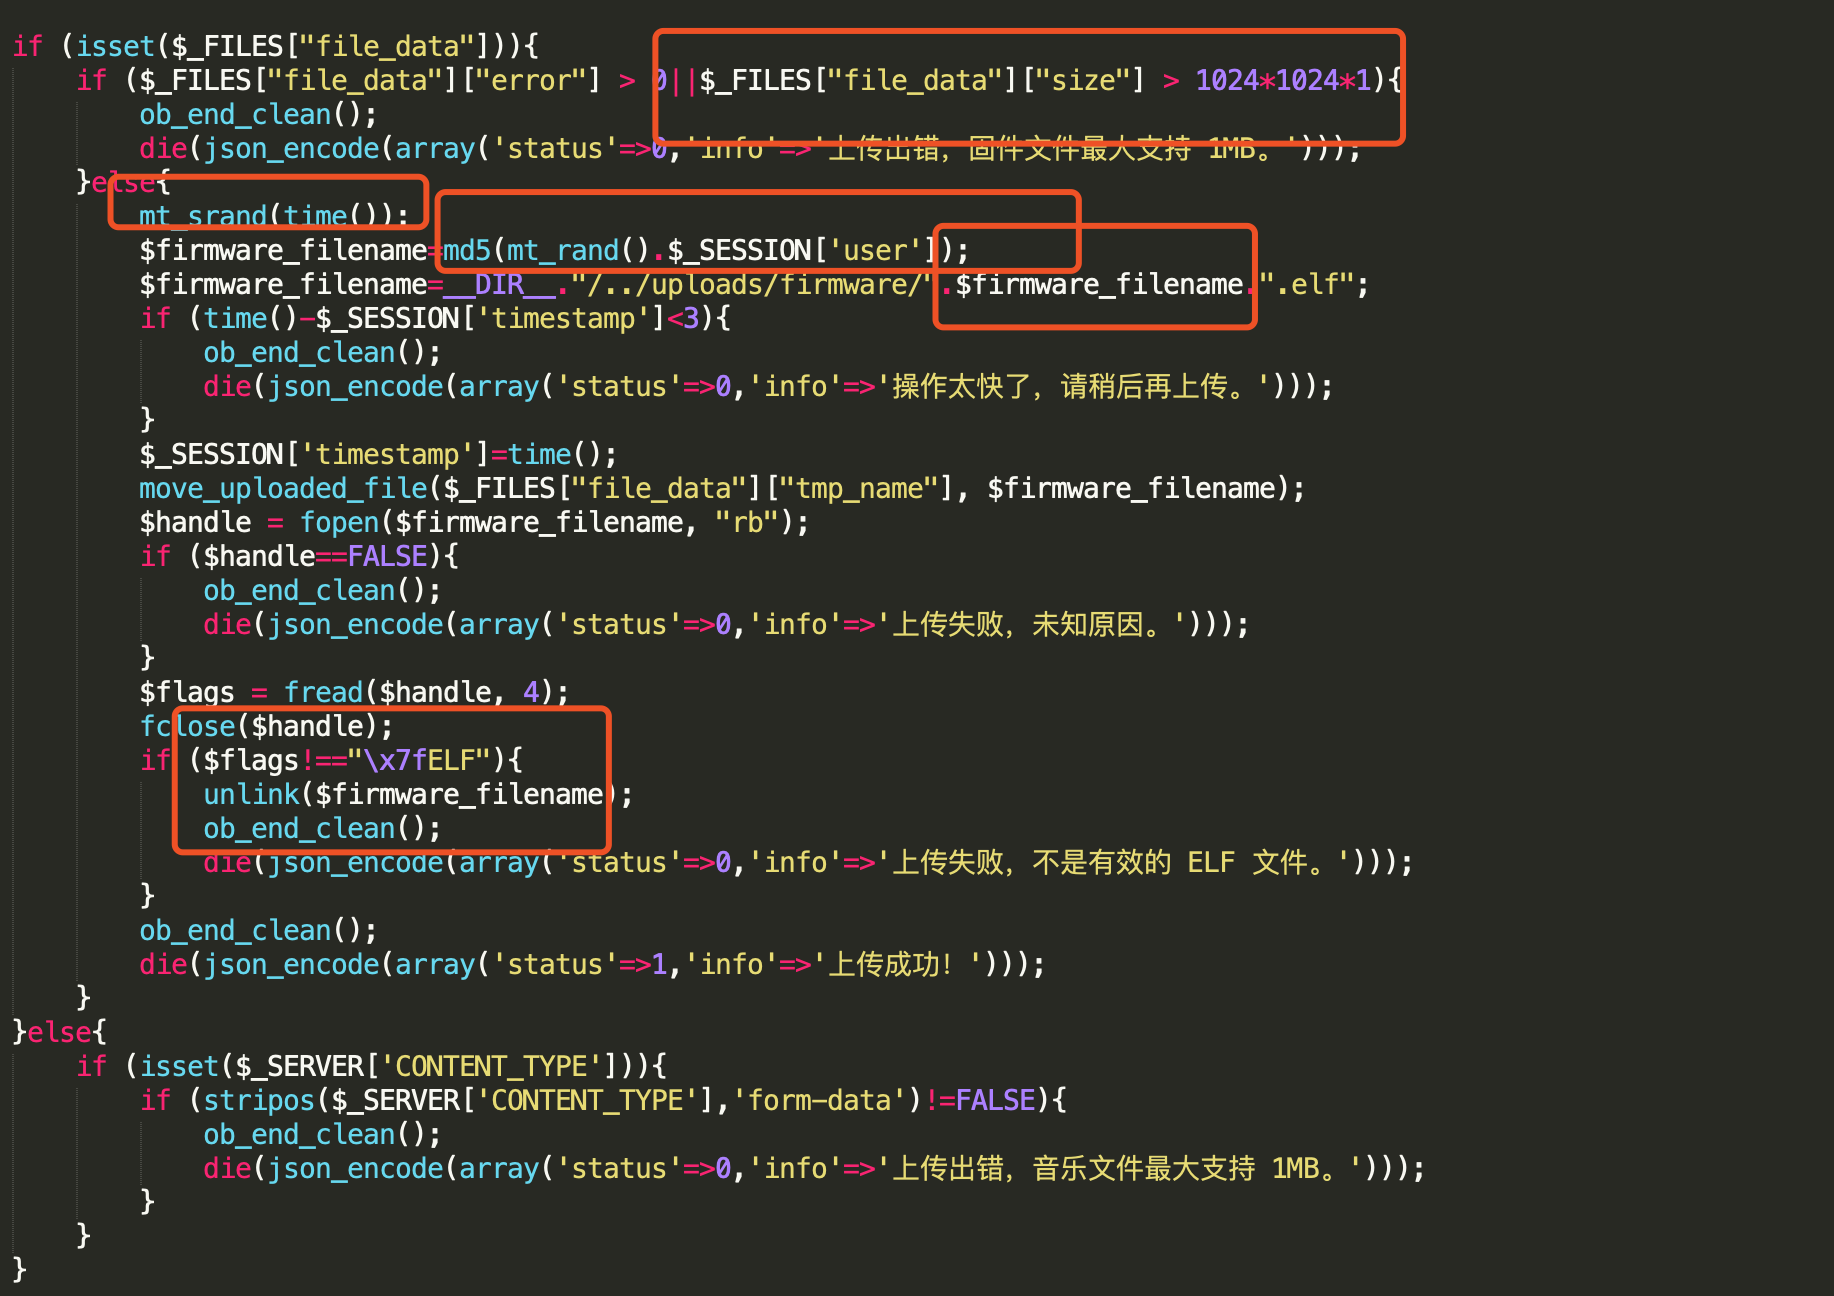 if (isset($_FILES["file_data"])){
    if ($_FILES["file_data"]["error"] > 0||$_FILES["file_data"]["size"] > 1024*1024*1){
        ob_end_clean();
        die(json_encode(array('status'=>0,'info'=>'上传出错，固件文件最大支持 1MB。')));
    }else{
        mt_srand(time());
        $firmware_filename=md5(mt_rand().$_SESSION['user']);
        $firmware_filename=__DIR__."/../uploads/firmware/".$firmware_filename.".elf";
        if (time()-$_SESSION['timestamp']<3){
            ob_end_clean();
            die(json_encode(array('status'=>0,'info'=>'操作太快了，请稍后再上传。')));
        }
        $_SESSION['timestamp']=time();
        move_uploaded_file($_FILES["file_data"]["tmp_name"], $firmware_filename);
        $handle = fopen($firmware_filename, "rb");
        if ($handle==FALSE){
            ob_end_clean();
            die(json_encode(array('status'=>0,'info'=>'上传失败，未知原因。')));
        }
        $flags = fread($handle, 4);
        fclose($handle);
        if ($flags!=="\x7fELF"){
            unlink($firmware_filename);
            ob_end_clean();
            die(json_encode(array('status'=>0,'info'=>'上传失败，不是有效的 ELF 文件。')));
        }
        ob_end_clean();
        die(json_encode(array('status'=>1,'info'=>'上传成功！')));
    }
}else{
    if (isset($_SERVER['CONTENT_TYPE'])){
        if (stripos($_SERVER['CONTENT_TYPE'],'form-data')!=FALSE){
            ob_end_clean();
            die(json_encode(array('status'=>0,'info'=>'上传出错，音乐文件最大支持 1MB。')));
        }
    }
}